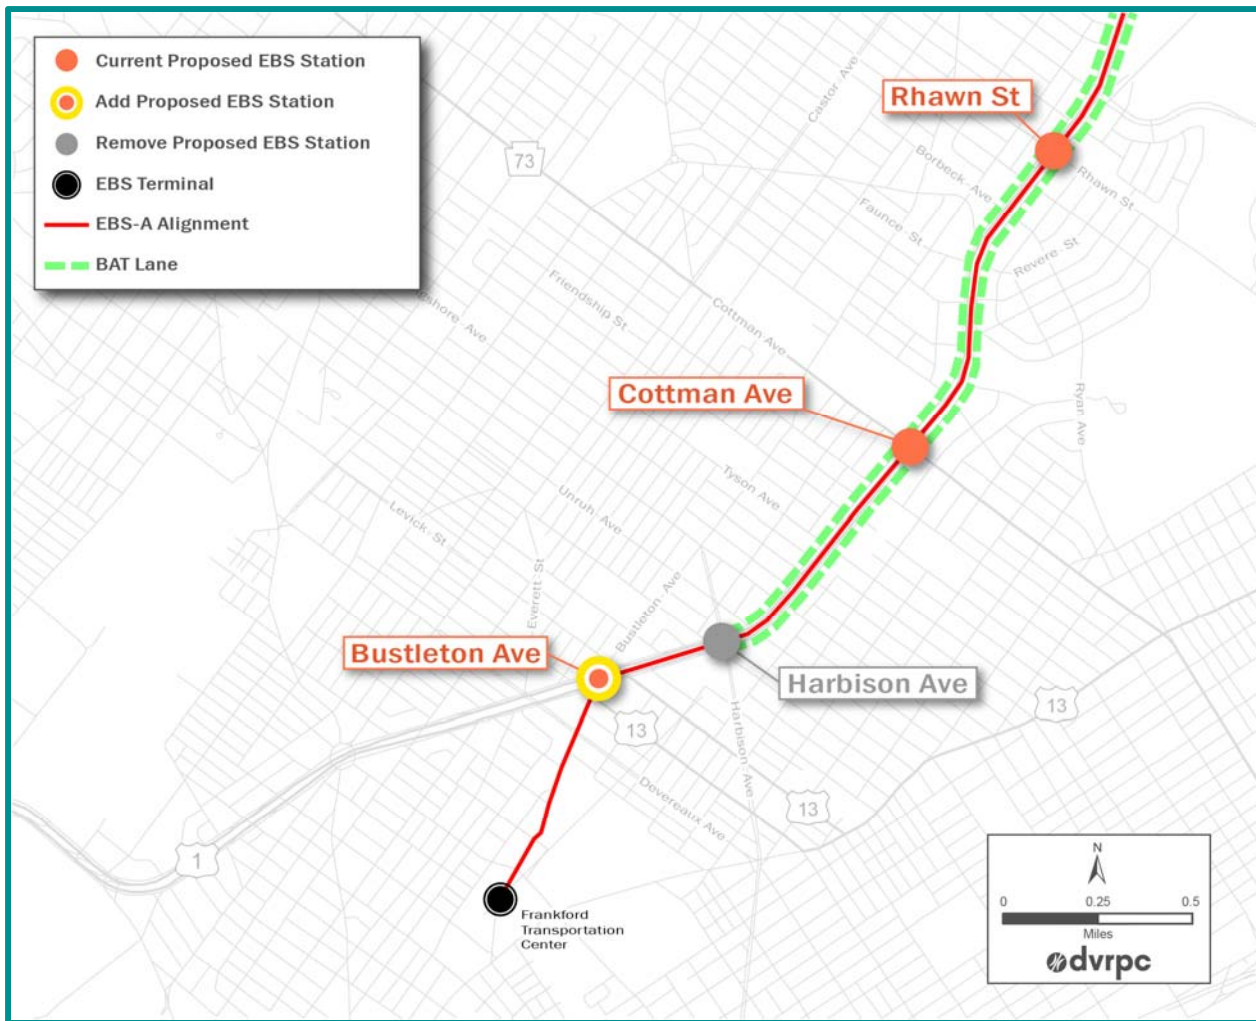 Current Proposed EBS Station
Add Proposed EBS Station
Remove Proposed EBS Station
EBS Terminal
EBS-A Alignment
BAT Lane
Castor Ave
Rhawn St
73
Borbeck Ave
Rhawn St
Faunce St
Revere St
Friendship St
Cottman Ave
shore Ave
Cottman Ave
Ryan Ave
Tyson Ave
Unruh Ave
Levick St
Everett St
Bustleton Ave
Bustleton Ave
Harbison Ave
13
13
Harbison Ave
Devereaux Ave
13
1
Frankford
Transportation
Center
N
0 0.25 0.5
Miles
dvrpc